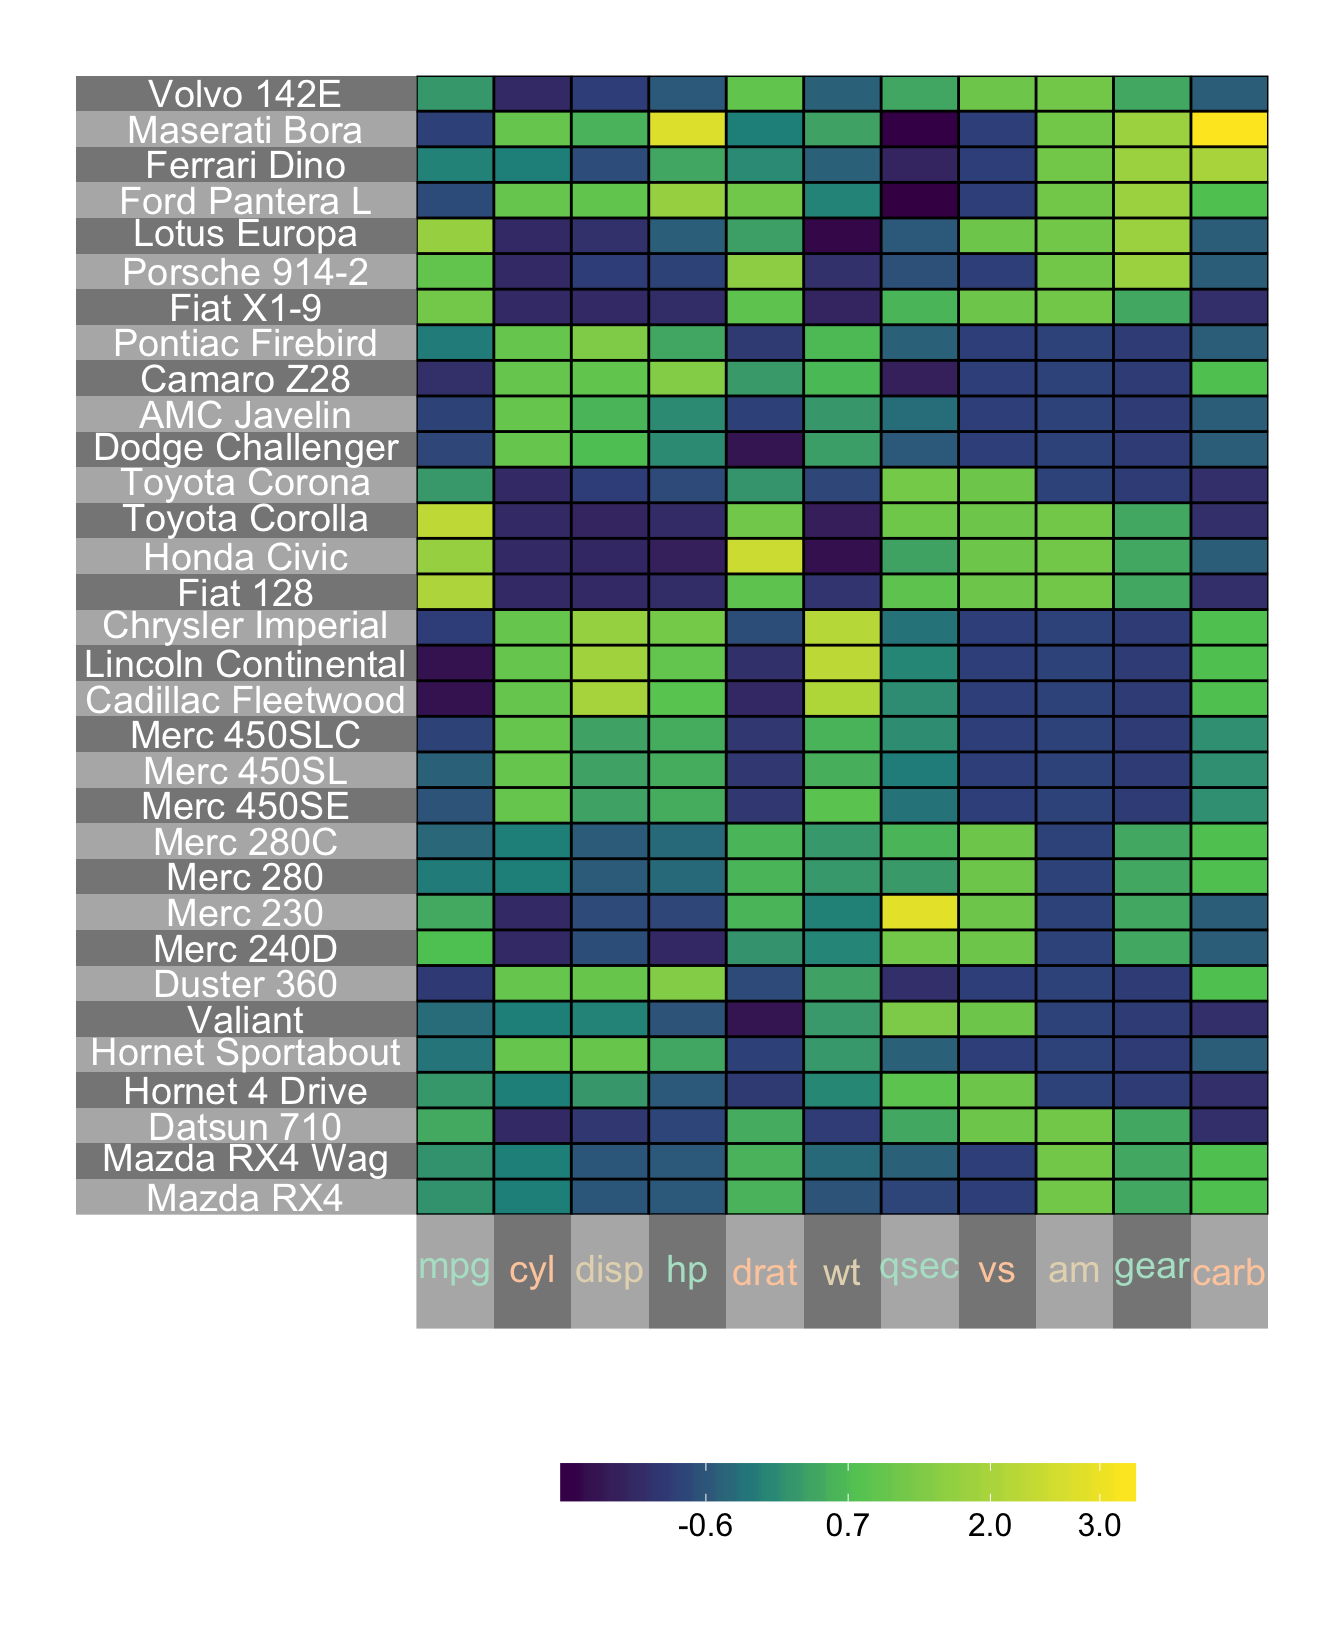 Volvo 142E
Maserati Bora
Ferrari Dino
Ford Pantera L
Lotus Europa
Porsche 914-2
Fiat X1-9
Pontiac Firebird
Camaro Z28
AMC Javelin
Dodge Challenger
Toyota Corona
Toyota Corolla
Honda Civic
Fiat 128
Chrysler Imperial
Lincoln Continental
Cadillac Fleetwood
Merc 450SLC
Merc 450SL
Merc 450SE
Merc 280C
Merc 280
Merc 230
Merc 240D
Duster 360
Valiant
Hornet Sportabout
Hornet 4 Drive
Datsun 710
Mazda RX4 Wag
Mazda RX4
mpg cyl disp hp drat wt qsec vs am gear carb
-0.6 0.7 2.0 3.0